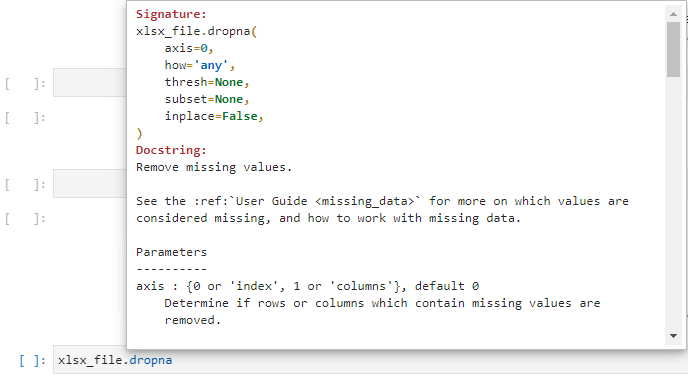 Signature:
xlsx_file.dropna(
    axis=0,
    how='any',
    thresh=None,
    subset=None,
    inplace=False,
)
Docstring:
Remove missing values.
See the :ref:`User Guide <missing_data>` for more on which values are
considered missing, and how to work with missing data.
Parameters
----------
axis : {0 or 'index', 1 or 'columns'}, default 0
    Determine if rows or columns which contain missing values are
    removed.
[ ]:
[ ]:
[ ]:
[ ]:
[ ]: xlsx_file.dropna